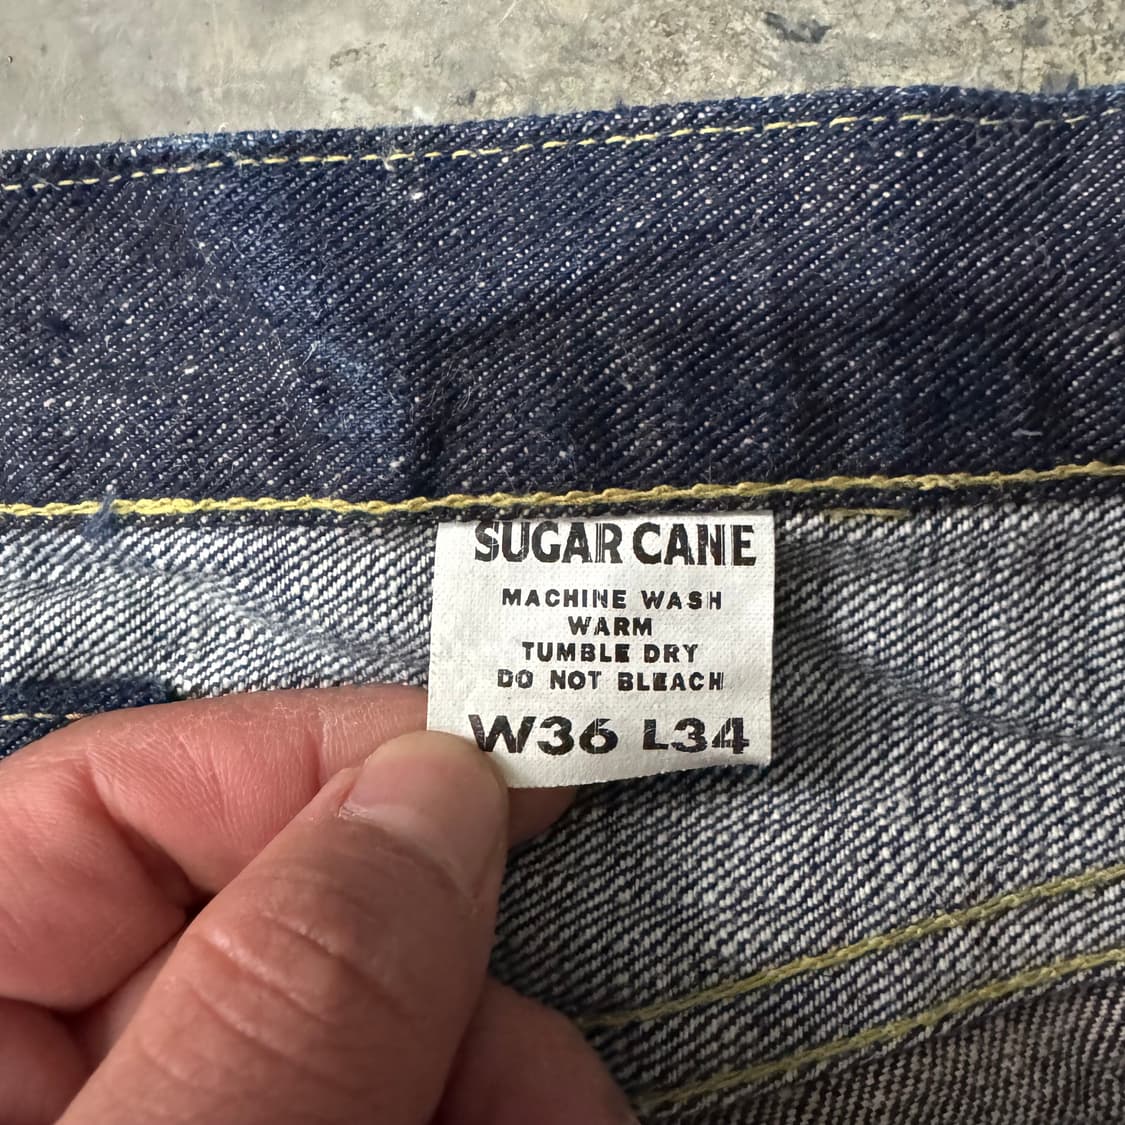 SUGAR CANE
MACHINE WASH
WARM
TUMBLE DRY
DO NOT BLEACH
W36 L34